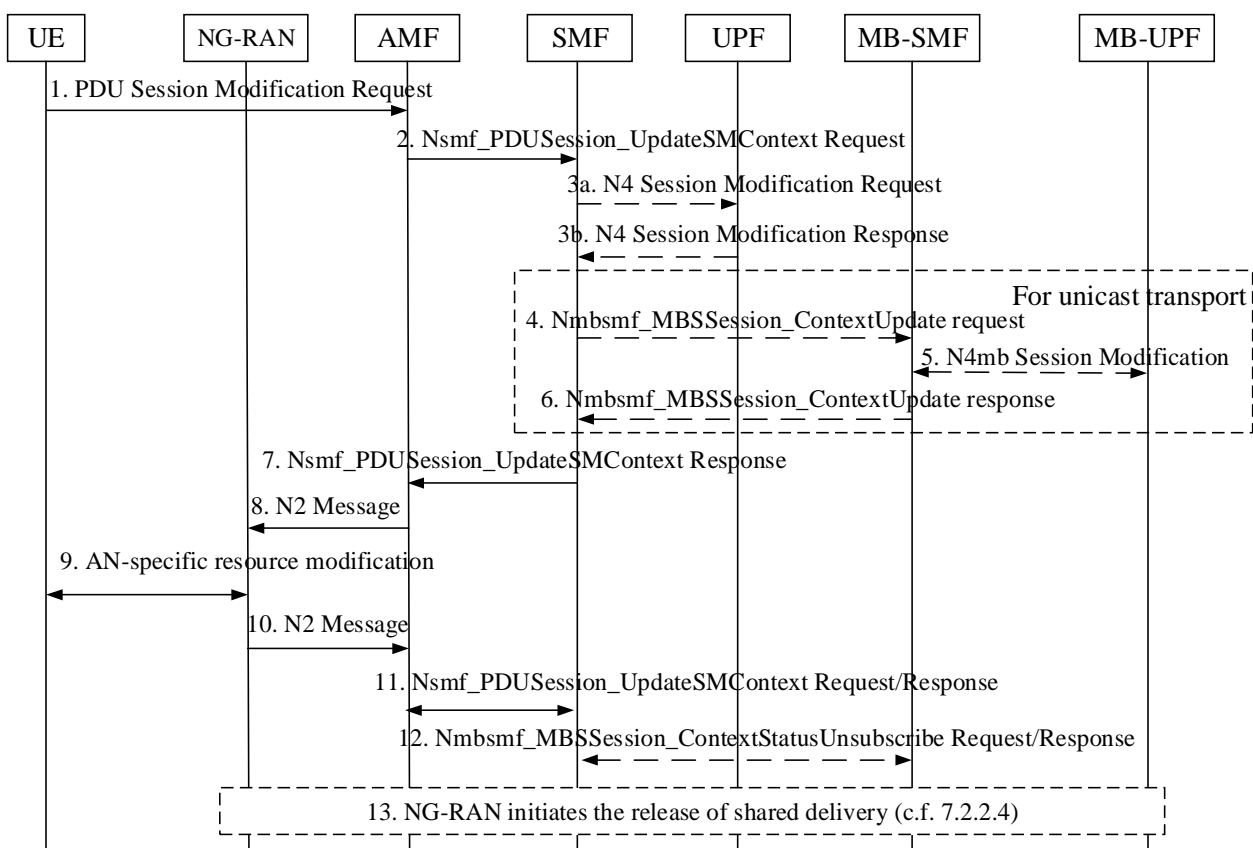 UE NG-RAN AMF SMF UPF MB-SMF MB-UPF
1. PDU Session Modification Request
2. Nsmf_PDUSession_UpdateSMContext Request
3a. N4 Session Modification Request
3b. N4 Session Modification Response
For unicast transport
4. Nmbsmf_MBSSession_ContextUpdate request
5. N4mb Session Modification
6. Nmbsmf_MBSSession_ContextUpdate response
7. Nsmf_PDUSession_UpdateSMContext Response
8. N2 Message
9. AN-specific resource modification
10. N2 Message
11. Nsmf_PDUSession_UpdateSMContext Request/Response
12. Nmbsmf_MBSSession_ContextStatusUnsubscribe Request/Response
13. NG-RAN initiates the release of shared delivery (c.f. 7.2.2.4)